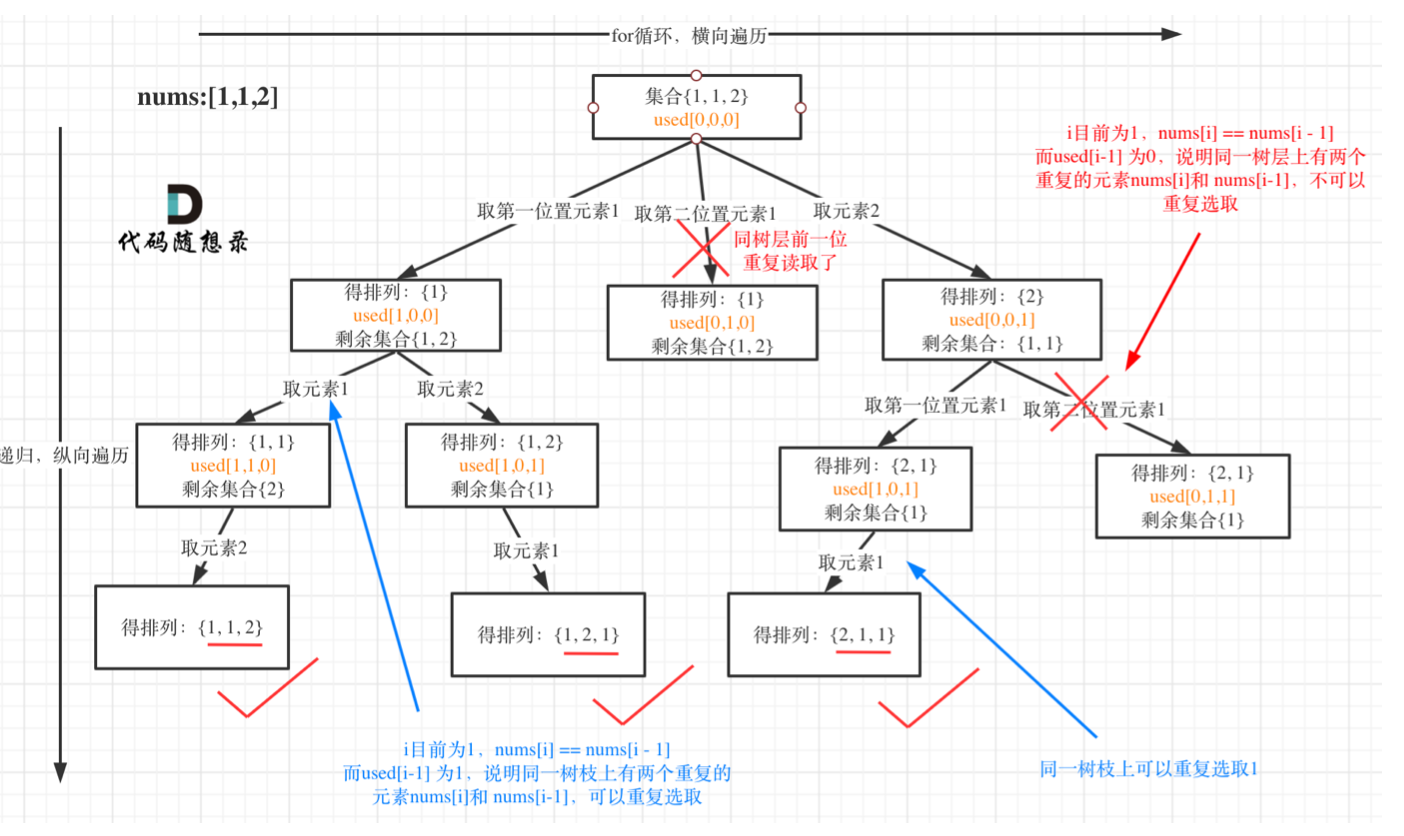 for循环，横向遍历
nums:[1,1,2]
集合{1, 1, 2}
used[0,0,0]
i目前为1，nums[i] == nums[i - 1]
而used[i-1] 为0，说明同一树层上有两个
重复的元素nums[i]和 nums[i-1]，不可以
重复选取
代码随想录
取第一位置元素1
取第二位置元素1
取元素2
同树层前一位
重复读取了
得排列：{1}
used[1,0,0]
剩余集合{1, 2}
得排列：{1}
used[0,1,0]
剩余集合{1, 2}
得排列：{2}
used[0,0,1]
剩余集合：{1, 1}
取元素1
取元素2
取第一位置元素1
取第二位置元素1
递归，纵向遍历
得排列：{1, 1}
used[1,1,0]
剩余集合{2}
得排列：{1, 2}
used[1,0,1]
剩余集合{1}
得排列：{2, 1}
used[1,0,1]
剩余集合{1}
得排列：{2, 1}
used[0,1,1]
剩余集合{1}
取元素2
取元素1
取元素1
得排列：{1, 1, 2}
得排列：{1, 2, 1}
得排列：{2, 1, 1}
i目前为1，nums[i] == nums[i - 1]
而used[i-1] 为1，说明同一树枝上有两个重复的
元素nums[i]和 nums[i-1]，可以重复选取
同一树枝上可以重复选取1